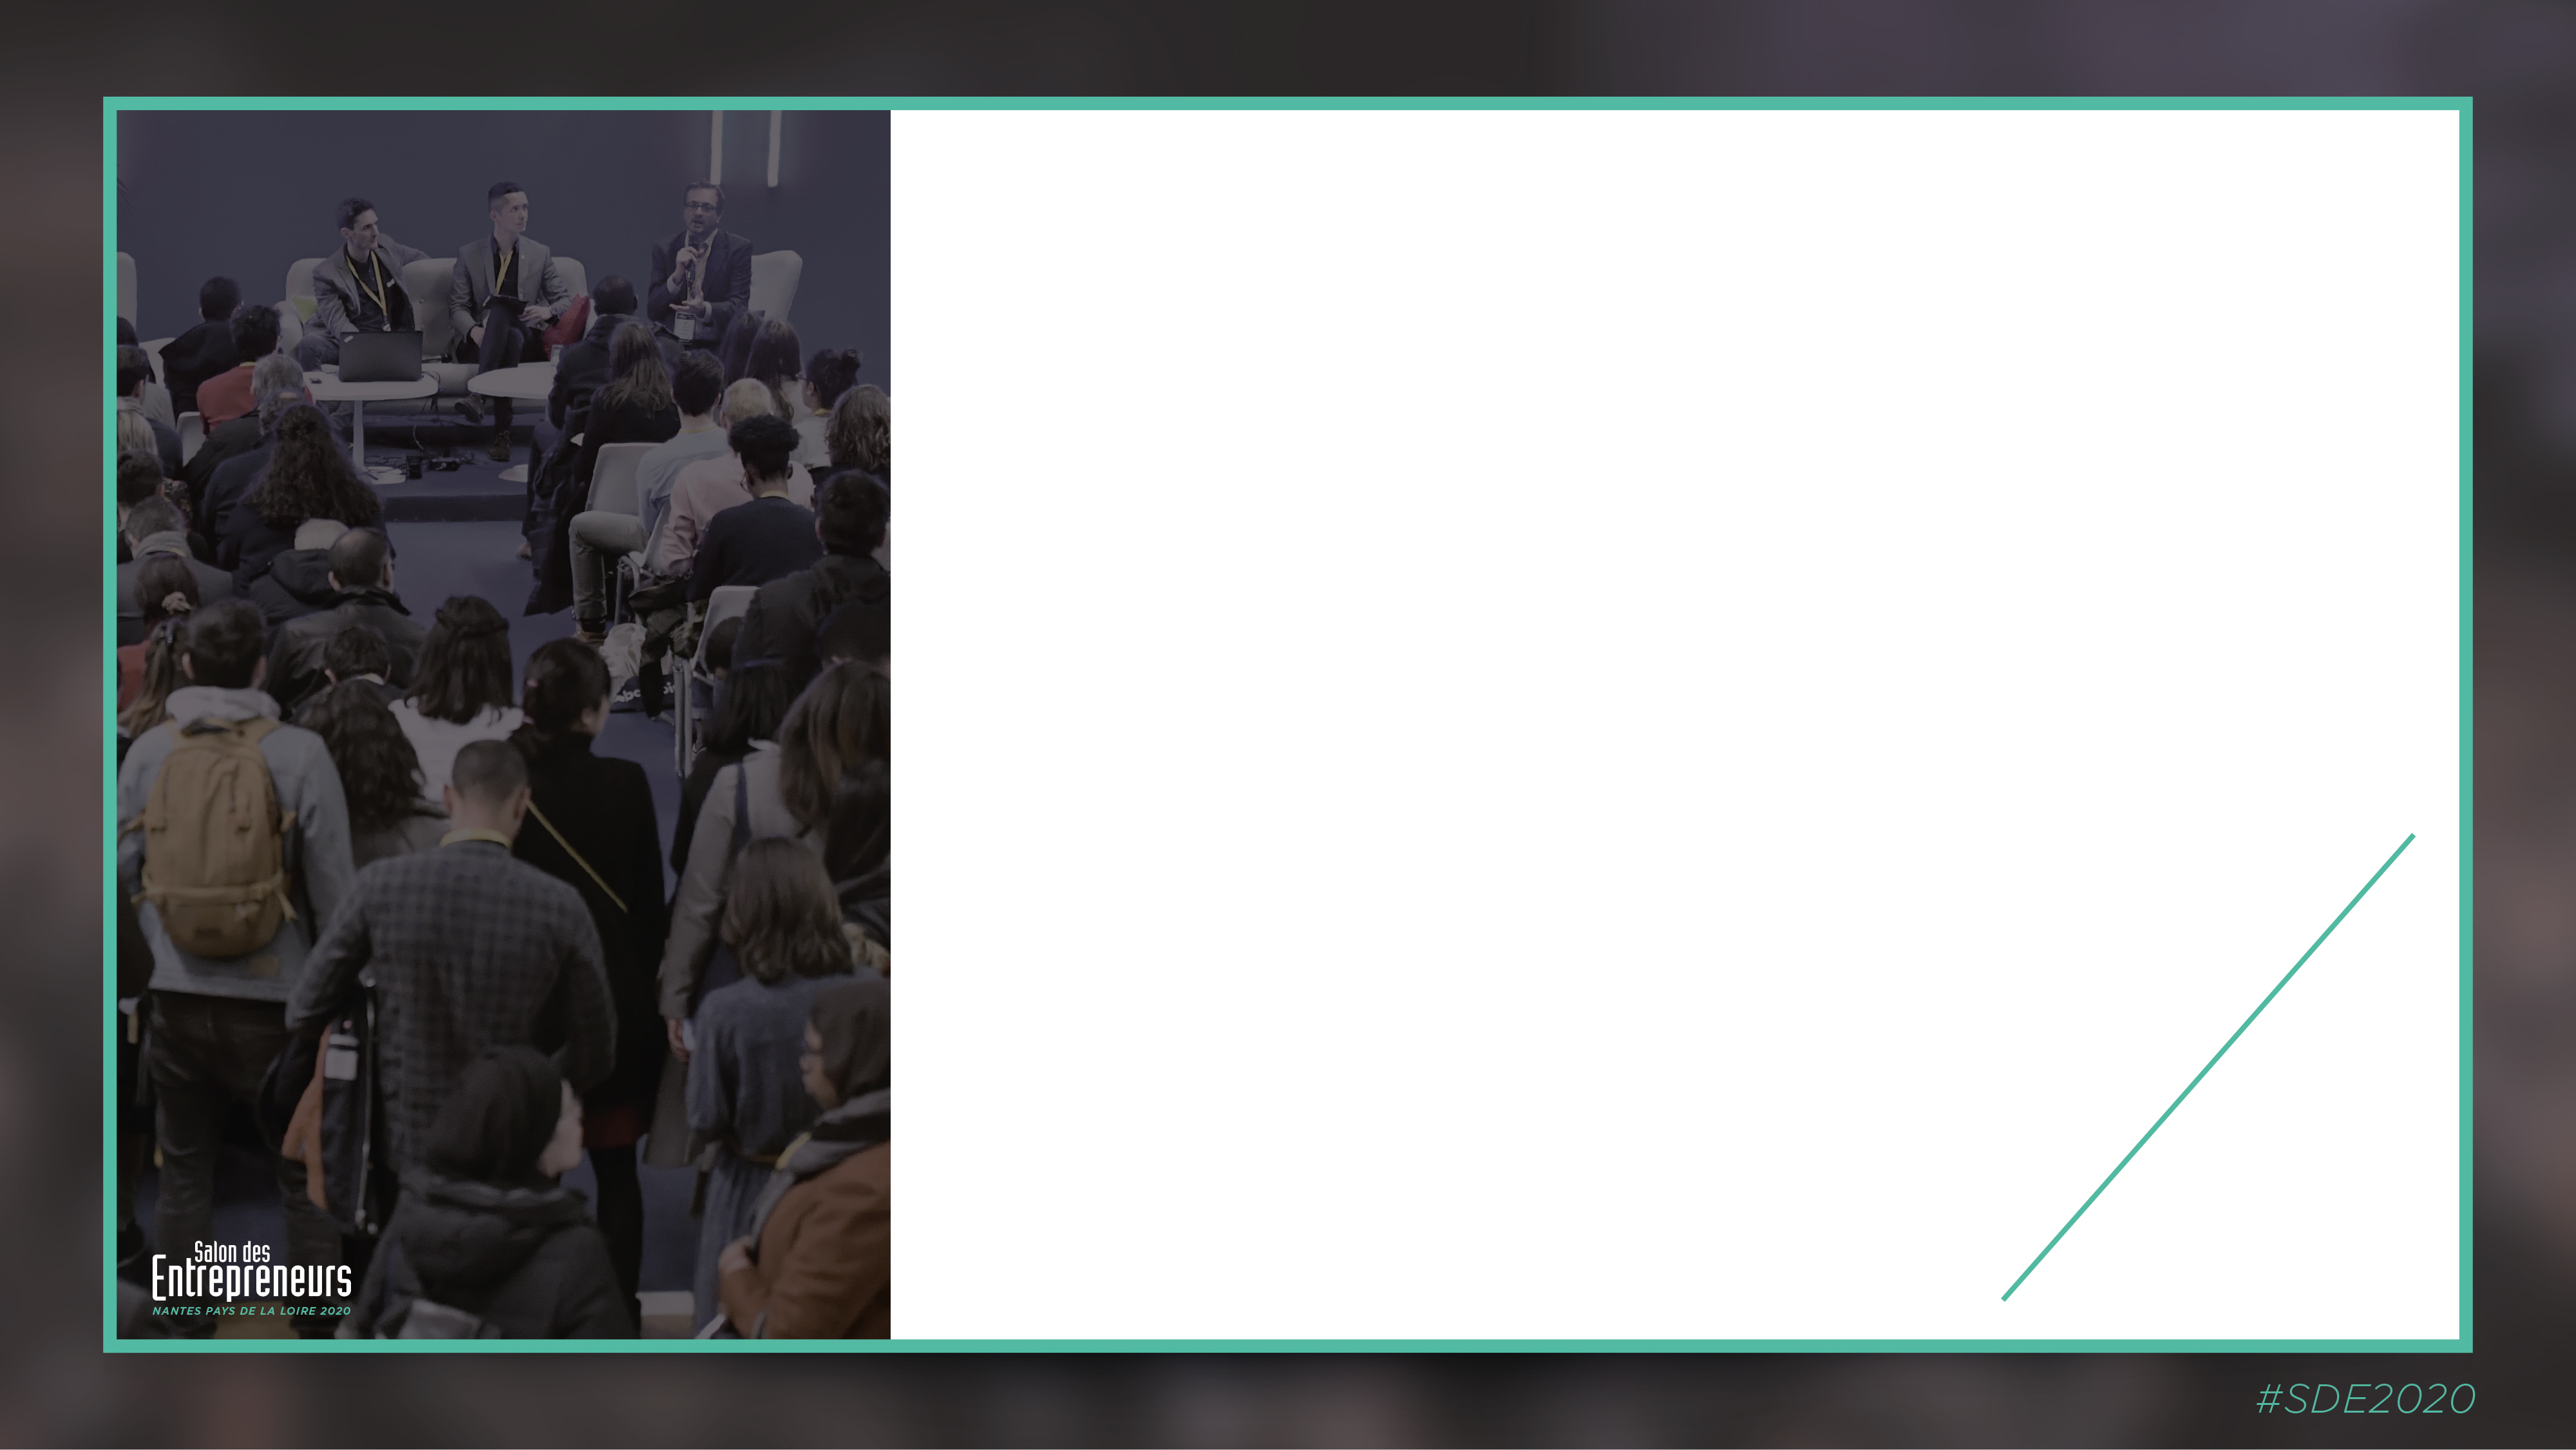 Salon des
Entrepreneurs
NANTES PAYS DE LA LOIRE 2020
#SDE2020